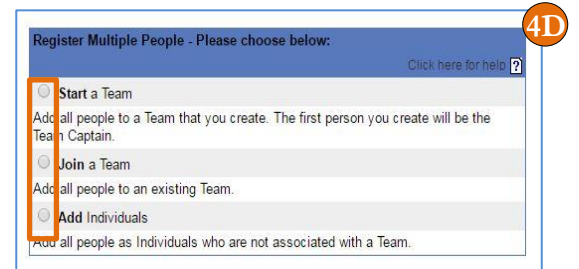 4D
Register Multiple People - Please choose below:
Click here for help ?
Start a Team
Add all people to a Team that you create. The first person you create will be the
Team Captain.
Join a Team
Add all people to an existing Team.
Add Individuals
Add all people as Individuals who are not associated with a Team.